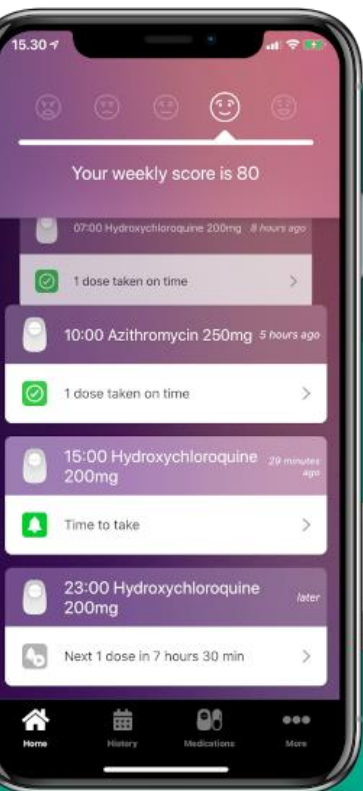 15.30
Your weekly score is 80
07:00 Hydroxychloroquine 200mg 8 hours ago
1 dose taken on time
10:00 Azithromycin 250mg 5 hours ago
1 dose taken on time
15:00 Hydroxychloroquine 200mg 29 minutes ago
Time to take
23:00 Hydroxychloroquine 200mg later
Next 1 dose in 7 hours 30 min
Home History Medications More